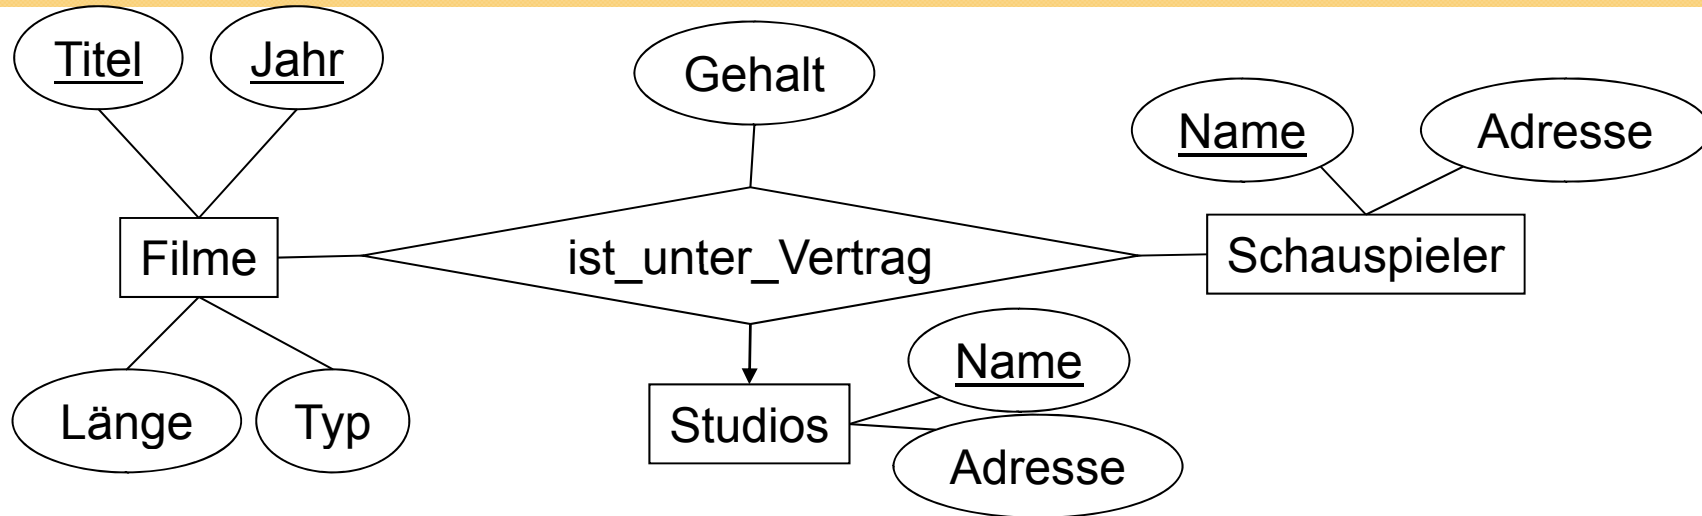 Titel
Jahr
Gehalt
Name
Adresse
Filme
ist_unter_Vertrag
Schauspieler
Länge
Typ
Studios
Name
Adresse